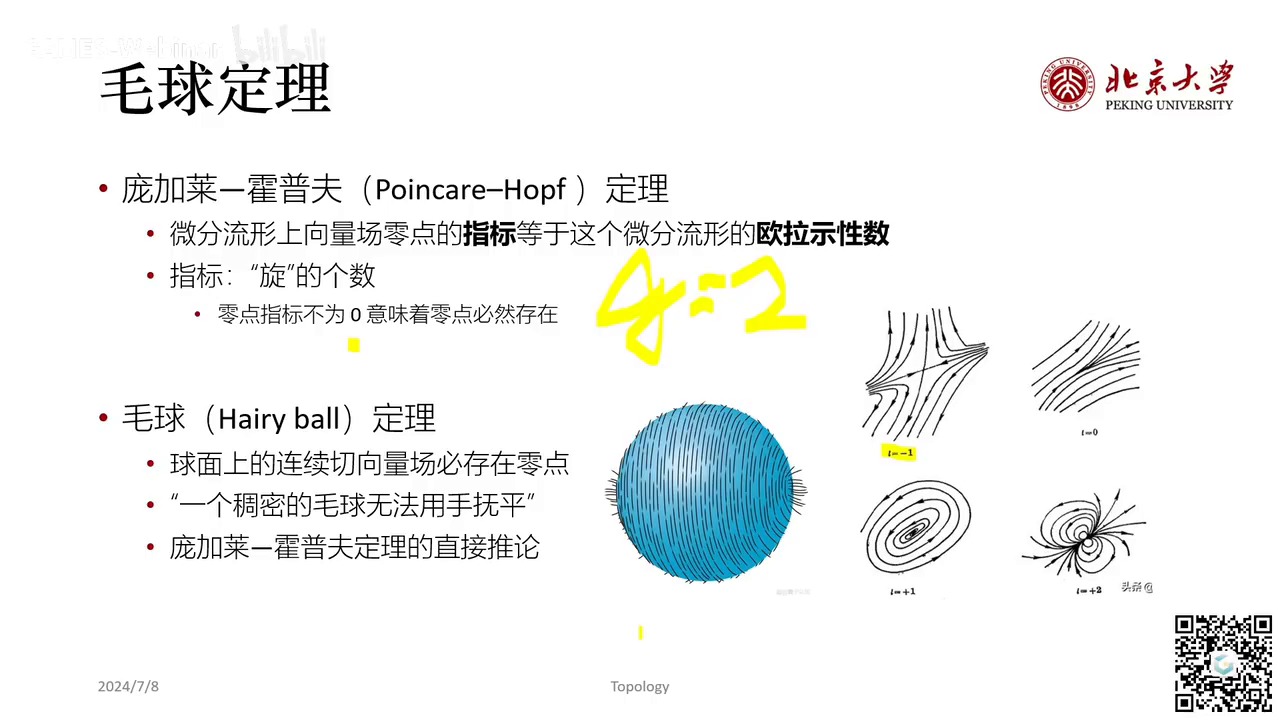 bilibili
毛球定理
北京大学
PEKING UNIVERSITY
• 庞加莱—霍普夫（Poincare–Hopf ）定理
• 微分流形上向量场零点的指标等于这个微分流形的欧拉示性数
• 指标：“旋”的个数
• 零点指标不为 0 意味着零点必然存在
• 毛球（Hairy ball）定理
• 球面上的连续切向量场必存在零点
• “一个稠密的毛球无法用手抚平”
• 庞加莱—霍普夫定理的直接推论
ι=−1
ι=0
ι=+1
ι=+2
头条@
2024/7/8
Topology